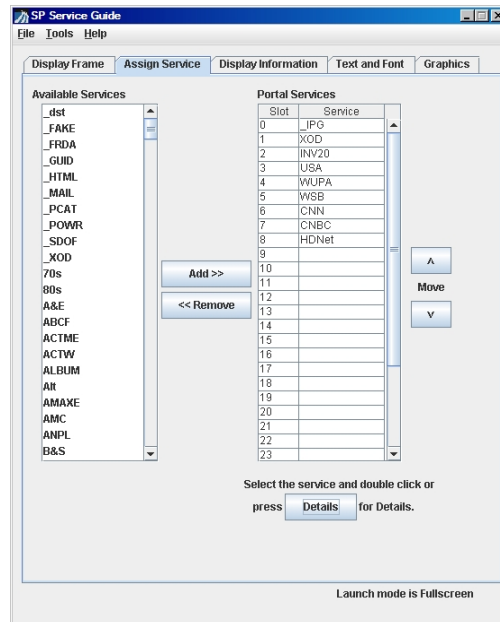 SP Service Guide
File Tools Help
Display Frame Assign Service Display Information Text and Font Graphics
Available Services
_dst
_FAKE
_FRDA
_GUID
_HTML
_MAIL
_PCAT
_POWR
_SDOF
_XOD
70s
80s
A&E
ABCF
ACTME
ACTW
ALBUM
Alt
AMAXE
AMC
ANPL
B&S
Add >>
<< Remove
Portal Services
Slot Service
0 _IPG
1 XOD
2 INV20
3 USA
4 WUPA
5 WSB
6 CNN
7 CNBC
8 HDNet
9
10
11
12
13
14
15
16
17
18
19
20
21
22
23
^
Move
v
Select the service and double click or
press Details for Details.
Launch mode is Fullscreen